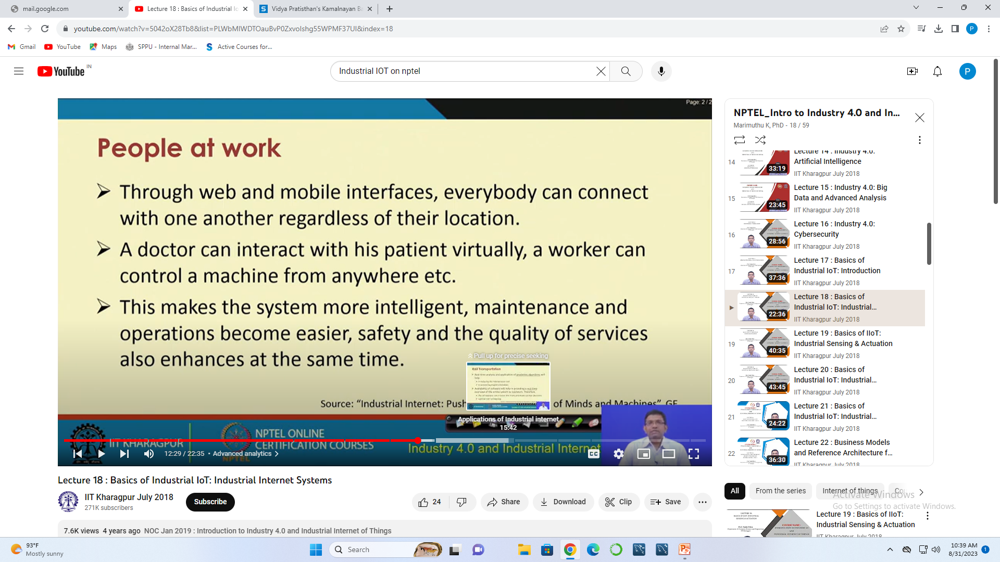 mail.google.com
Lecture 18 : Basics of Industrial Io
Vidya Pratisthan's Kamalnayan Ba
youtube.com/watch?v=5042oX28Tb8&list=PLWbMIWDTOauBvP0Zxvolshg55WPMF37UI&index=18
Gmail
YouTube
Maps
SPPU - Internal Mar...
Active Courses for...
YouTube IN
Industrial IOT on nptel
P
Page: 2 / 2
People at work
Through web and mobile interfaces, everybody can connect
with one another regardless of their location.
A doctor can interact with his patient virtually, a worker can
control a machine from anywhere etc.
This makes the system more intelligent, maintenance and
operations become easier, safety and the quality of services
also enhances at the same time.
Pull up for precise seeking
Rail Transportation
Source: "Industrial Internet: Push of Minds and Machines", GE
Applications of Industrial internet
15:42
IIT KHARAGPUR
NPTEL ONLINE
CERTIFICATION COURSES
NPTEL
Industry 4.0 and Industrial Internet
12:29 / 22:35 • Advanced analytics
CC
Lecture 18 : Basics of Industrial IoT: Industrial Internet Systems
IIT Kharagpur July 2018
271K subscribers
Subscribe
24
Share
Download
Clip
Save
7.6K views 4 years ago NOC Jan 2019 : Introduction to Industry 4.0 and Industrial Internet of Things
NPTEL_Intro to Industry 4.0 and In...
Marimuthu K, PhD - 18 / 59
14
33:19
Lecture 14 : Industry 4.0:
Artificial Intelligence
IIT Kharagpur July 2018
15
23:45
Lecture 15 : Industry 4.0: Big
Data and Advanced Analysis
IIT Kharagpur July 2018
16
28:56
Lecture 16 : Industry 4.0:
Cybersecurity
IIT Kharagpur July 2018
17
37:36
Lecture 17 : Basics of
Industrial IoT: Introduction
IIT Kharagpur July 2018
22:36
Lecture 18 : Basics of
Industrial IoT: Industrial...
IIT Kharagpur July 2018
19
40:35
Lecture 19 : Basics of IIoT:
Industrial Sensing & Actuation
IIT Kharagpur July 2018
20
43:45
Lecture 20 : Basics of
Industrial IoT: Industrial...
IIT Kharagpur July 2018
21
24:22
Lecture 21 : Basics of
Industrial IoT: Industrial...
IIT Kharagpur July 2018
22
36:30
Lecture 22 : Business Models
and Reference Architecture f...
IIT Kharagpur July 2018
All
From the series
Internet of things
Co
Activate Windows
Go to Settings to activate Windows.
Lecture 19 : Basics of IIoT:
Industrial Sensing & Actuation
IIT Kharagpur July 2018
93°F
Mostly sunny
Search
10:39 AM
8/31/2023
1